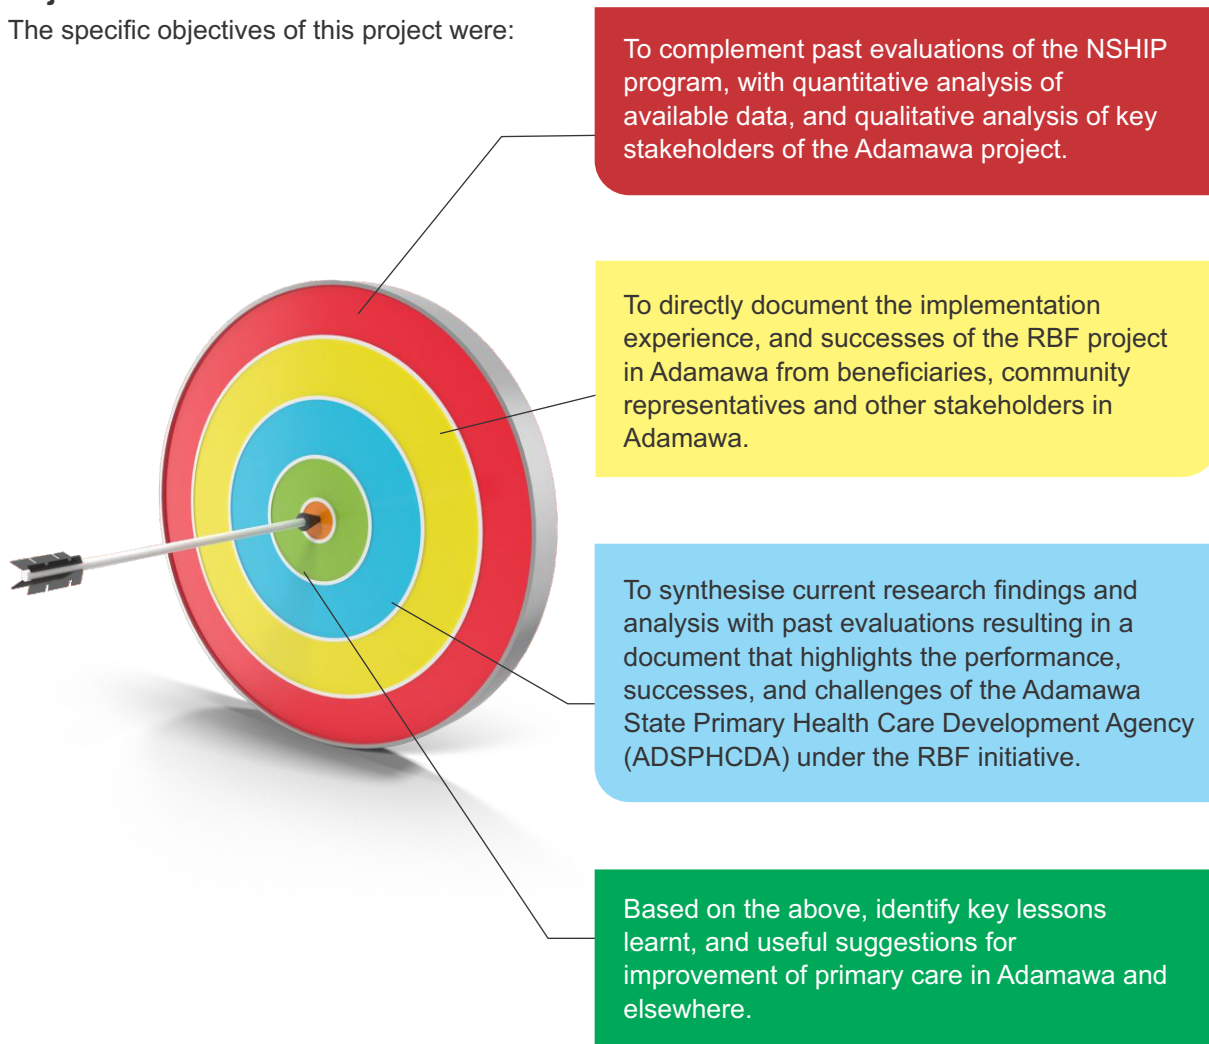 The specific objectives of this project were:
To complement past evaluations of the NSHIP
program, with quantitative analysis of
available data, and qualitative analysis of key
stakeholders of the Adamawa project.
To directly document the implementation
experience, and successes of the RBF project
in Adamawa from beneficiaries, community
representatives and other stakeholders in
Adamawa.
To synthesise current research findings and
analysis with past evaluations resulting in a
document that highlights the performance,
successes, and challenges of the Adamawa
State Primary Health Care Development Agency
(ADSPHCDA) under the RBF initiative.
Based on the above, identify key lessons
learnt, and useful suggestions for
improvement of primary care in Adamawa and
elsewhere.